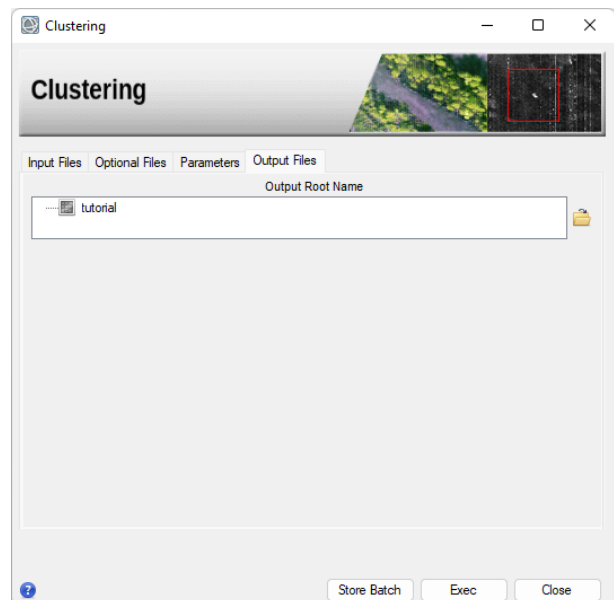 Clustering
Clustering
Input Files Optional Files Parameters Output Files
Output Root Name
tutorial
?
Store Batch Exec Close